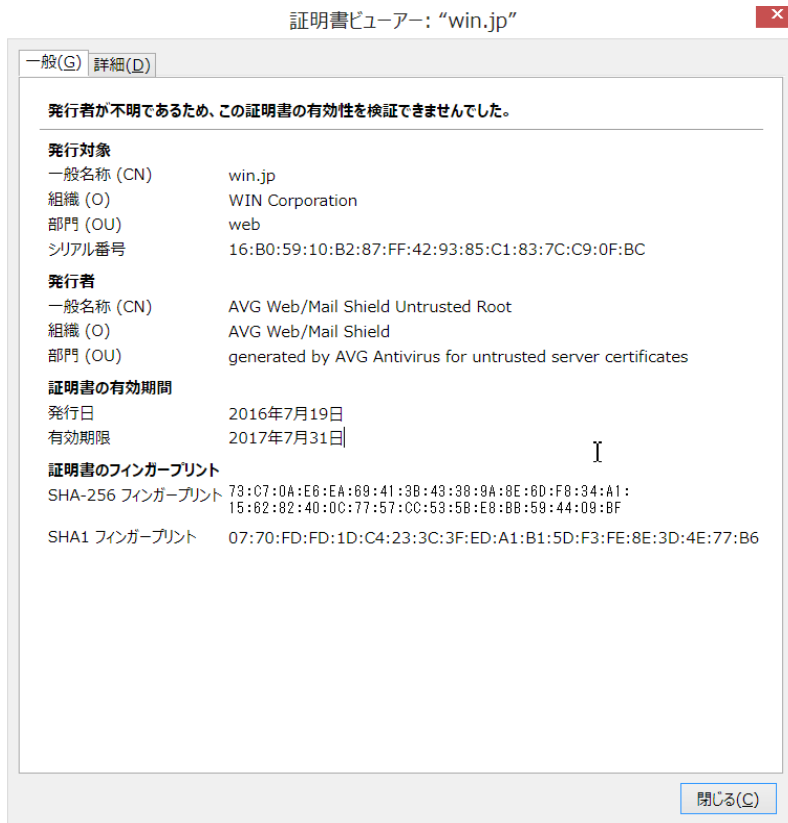 証明書ビューアー: “win.jp”
一般(G) 詳細(D)
発行者が不明であるため、この証明書の有効性を検証できませんでした。
発行対象
一般名称 (CN) win.jp
組織 (O) WIN Corporation
部門 (OU) web
シリアル番号 16:B0:59:10:B2:87:FF:42:93:85:C1:83:7C:C9:0F:BC
発行者
一般名称 (CN) AVG Web/Mail Shield Untrusted Root
組織 (O) AVG Web/Mail Shield
部門 (OU) generated by AVG Antivirus for untrusted server certificates
証明書の有効期間
発行日 2016年7月19日
有効期限 2017年7月31日
証明書のフィンガープリント
SHA-256 フィンガープリント 73:C7:0A:E6:EA:69:41:3B:43:38:9A:8E:6D:F8:34:A1:
15:62:82:40:0C:77:57:CC:53:5B:E8:BB:59:44:09:BF
SHA1 フィンガープリント 07:70:FD:FD:1D:C4:23:3C:3F:ED:A1:B1:5D:F3:FE:8E:3D:4E:77:B6
閉じる(C)